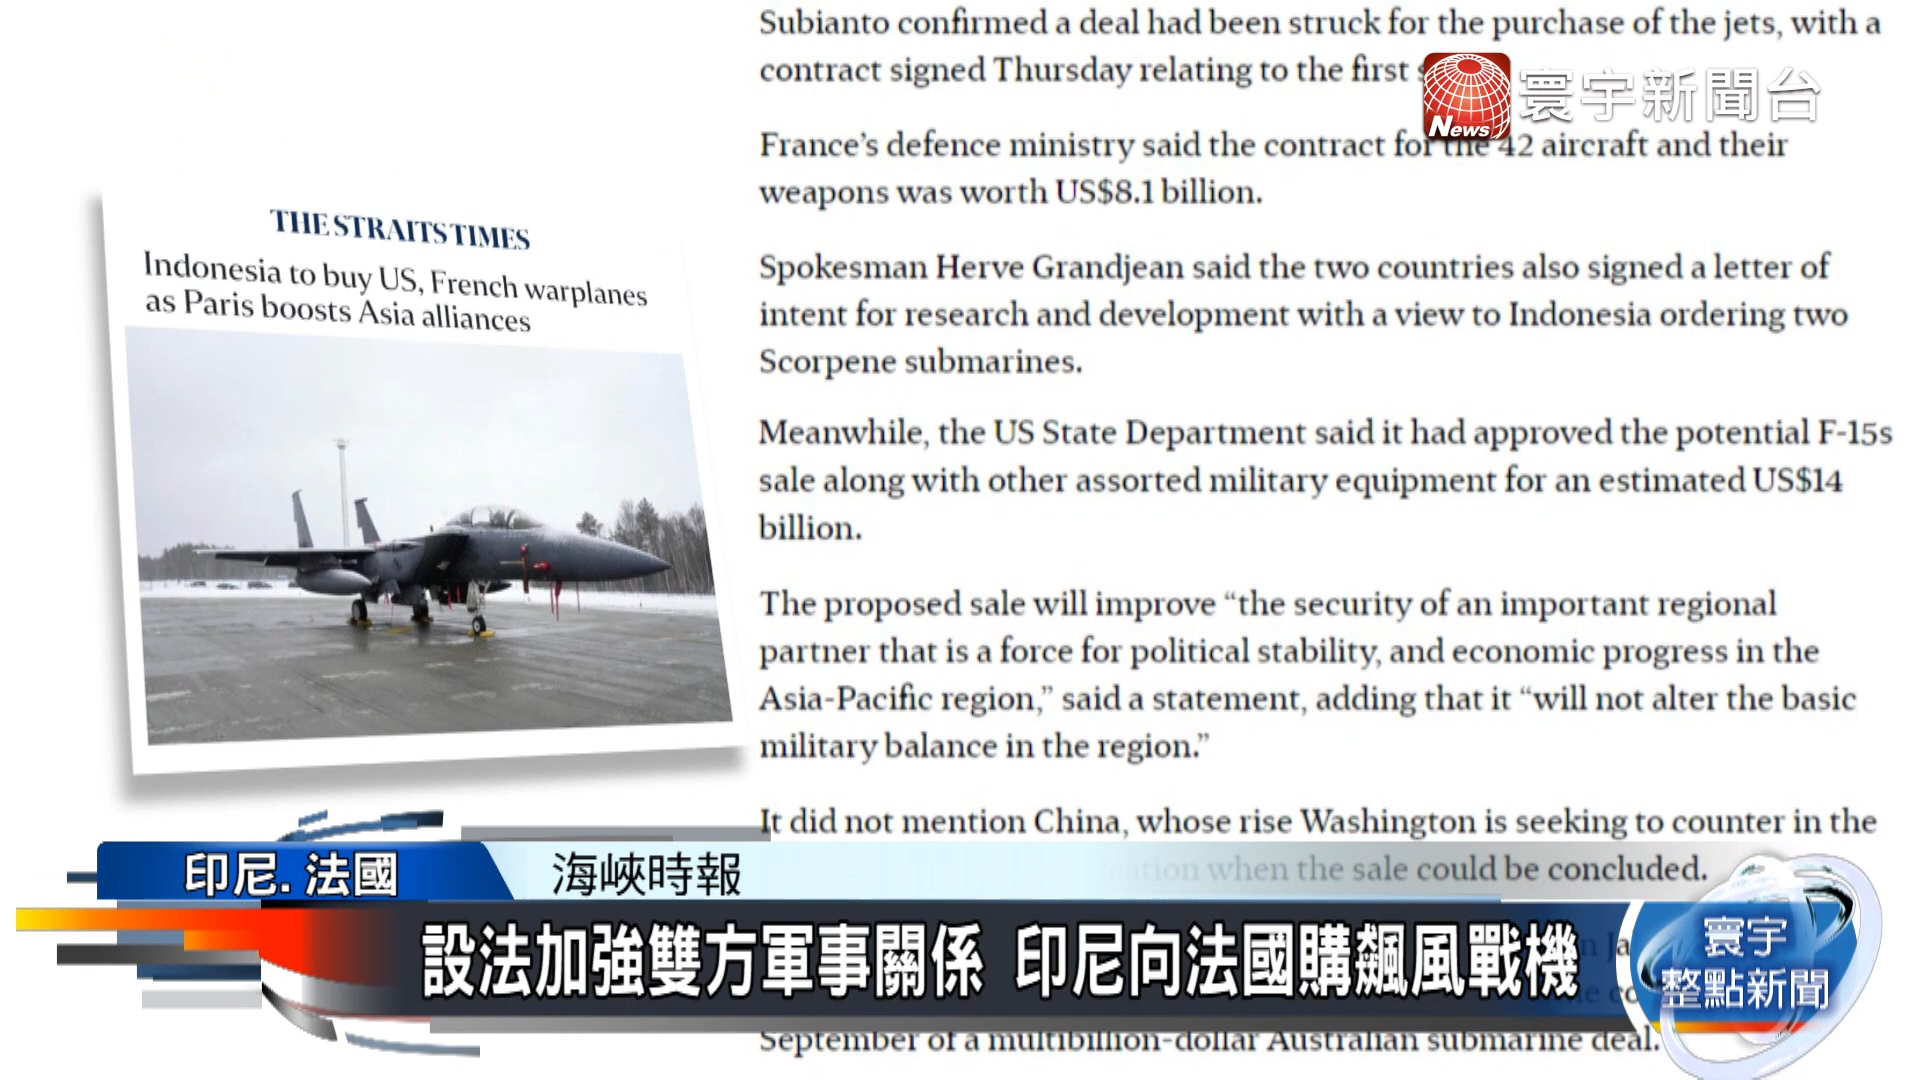 Subianto confirmed a deal had been struck for the purchase of the jets, with a
contract signed Thursday relating to the first
News
寰宇新聞台
France’s defence ministry said the contract for the 42 aircraft and their
weapons was worth US$8.1 billion.
THE STRAITS TIMES
Indonesia to buy US, French warplanes
as Paris boosts Asia alliances
Spokesman Herve Grandjean said the two countries also signed a letter of
intent for research and development with a view to Indonesia ordering two
Scorpene submarines.
Meanwhile, the US State Department said it had approved the potential F-15s
sale along with other assorted military equipment for an estimated US$14
billion.
The proposed sale will improve “the security of an important regional
partner that is a force for political stability, and economic progress in the
Asia-Pacific region,” said a statement, adding that it “will not alter the basic
military balance in the region.”
It did not mention China, whose rise Washington is seeking to counter in the
when the sale could be concluded.
印尼.法國
海峽時報
設法加強雙方軍事關係 印尼向法國購飆風戰機
寰宇
整點新聞
September of a multibillion-dollar Australian submarine deal.